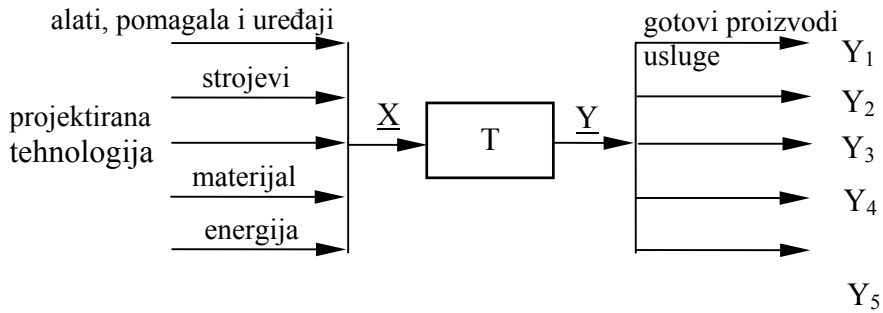 alati, pomagala i uređaji
strojevi
projektirana
tehnologija
materijal
energija
X
T
Y
gotovi proizvodi
usluge
Y₁
Y₂
Y₃
Y₄
Y₅